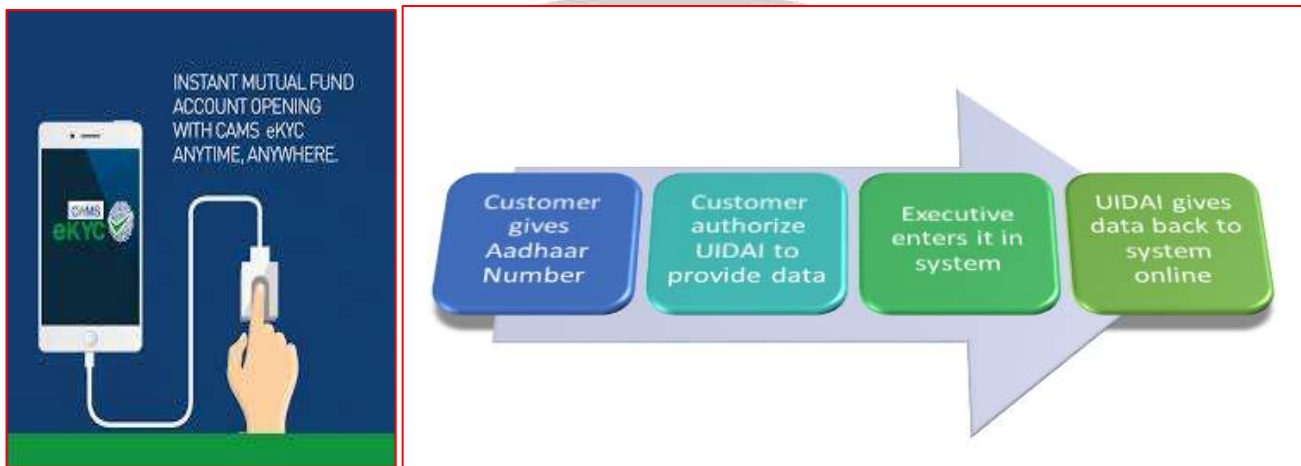 INSTANT MUTUAL FUND
ACCOUNT OPENING
WITH CAMS eKYC
ANYTIME, ANYWHERE.
CAMS
eKYC
Customer
gives
Aadhaar
Number
Customer
authorize
UIDAI to
provide data
Executive
enters it in
system
UIDAI gives
data back to
system
online